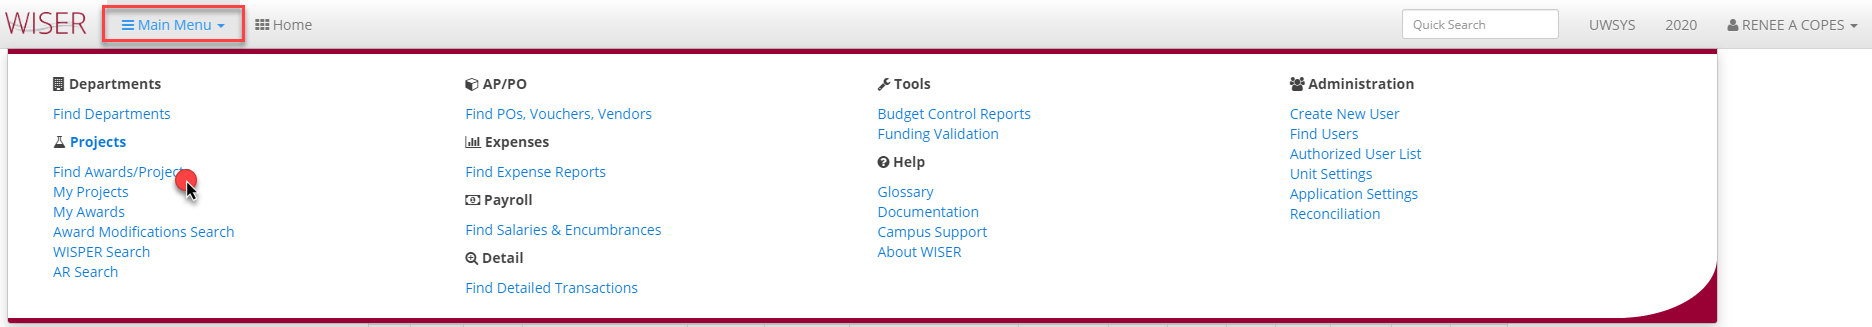 WISER Main Menu Home Quick Search UWSYS 2020 RENEE A COPES
Departments
Find Departments
Projects
Find Awards/Projects
My Projects
My Awards
Award Modifications Search
WISPER Search
AR Search
AP/PO
Find POs, Vouchers, Vendors
Expenses
Find Expense Reports
Payroll
Find Salaries & Encumbrances
Detail
Find Detailed Transactions
Tools
Budget Control Reports
Funding Validation
Help
Glossary
Documentation
Campus Support
About WISER
Administration
Create New User
Find Users
Authorized User List
Unit Settings
Application Settings
Reconciliation